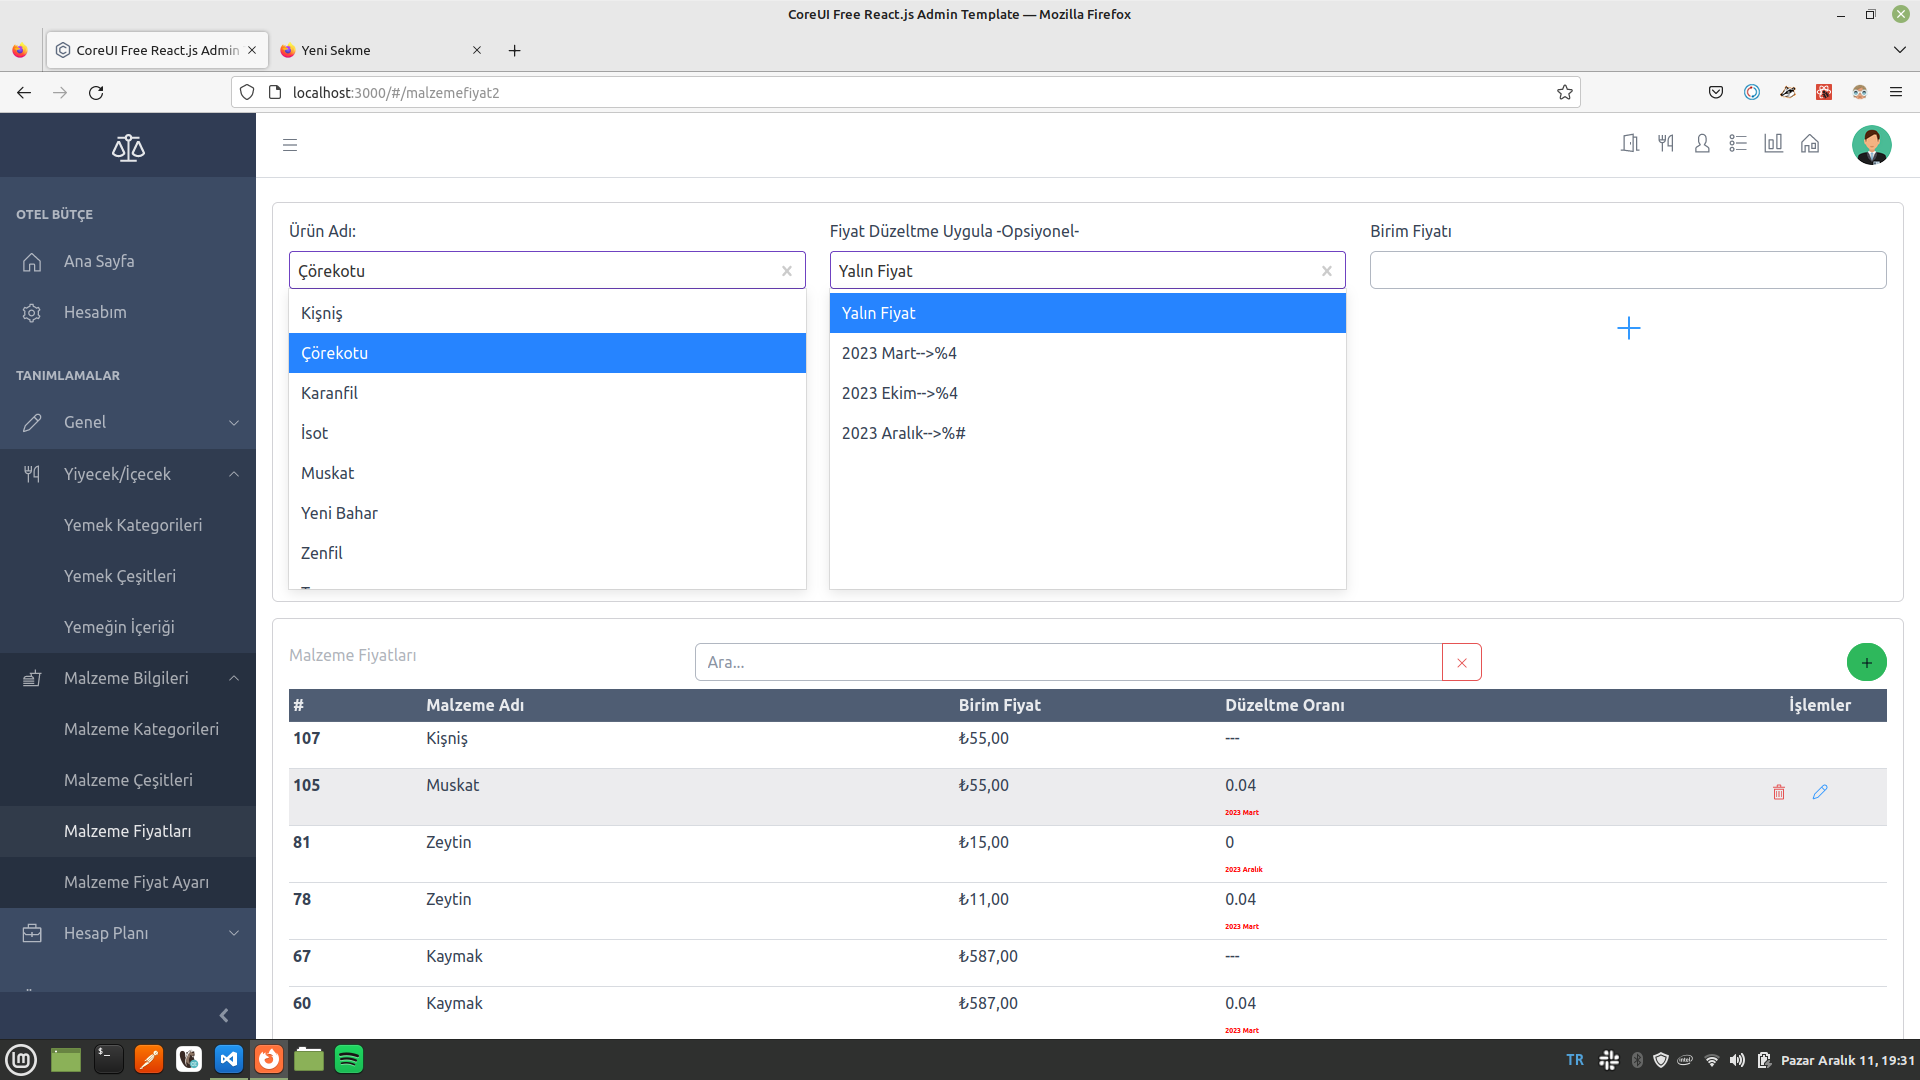 CoreUI Free React.js Admin Template — Mozilla Firefox
CoreUI Free React.js Admin
Yeni Sekme
localhost:3000/#/malzemefiyat2
OTEL BÜTÇE
Ana Sayfa
Hesabım
TANIMLAMALAR
Genel
Yiyecek/İçecek
Yemek Kategorileri
Yemek Çeşitleri
Yemeğin İçeriği
Malzeme Bilgileri
Malzeme Kategorileri
Malzeme Çeşitleri
Malzeme Fiyatları
Malzeme Fiyat Ayarı
Hesap Planı
Ürün Adı:
Çörekotu
Kişniş
Çörekotu
Karanfil
İsot
Muskat
Yeni Bahar
Zenfil
Fiyat Düzeltme Uygula -Opsiyonel-
Yalın Fiyat
Yalın Fiyat
2023 Mart-->%4
2023 Ekim-->%4
2023 Aralık-->%#
Birim Fiyatı
Malzeme Fiyatları
Ara...
# Malzeme Adı Birim Fiyat Düzeltme Oranı İşlemler
107 Kişniş ₺55,00 ---
105 Muskat ₺55,00 0.04
2023 Mart
81 Zeytin ₺15,00 0
2023 Aralık
78 Zeytin ₺11,00 0.04
2023 Mart
67 Kaymak ₺587,00 ---
60 Kaymak ₺587,00 0.04
2023 Mart
TR
Pazar Aralık 11, 19:31